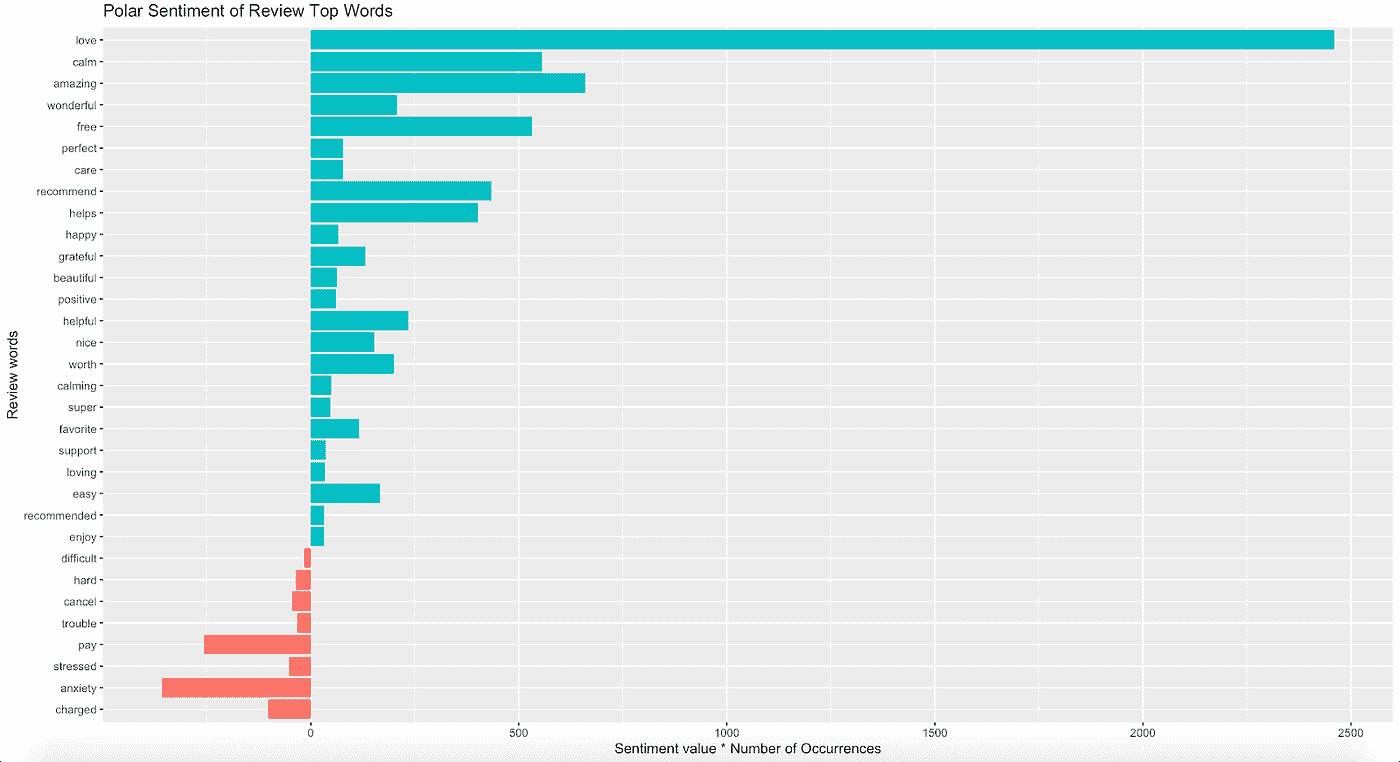 Polar Sentiment of Review Top Words
love
calm
amazing
wonderful
free
perfect
care
recommend
helps
happy
grateful
beautiful
positive
helpful
nice
worth
calming
super
favorite
support
loving
easy
recommended
enjoy
difficult
hard
cancel
trouble
pay
stressed
anxiety
charged
Review words
0 500 1000 1500 2000 2500
Sentiment value * Number of Occurrences